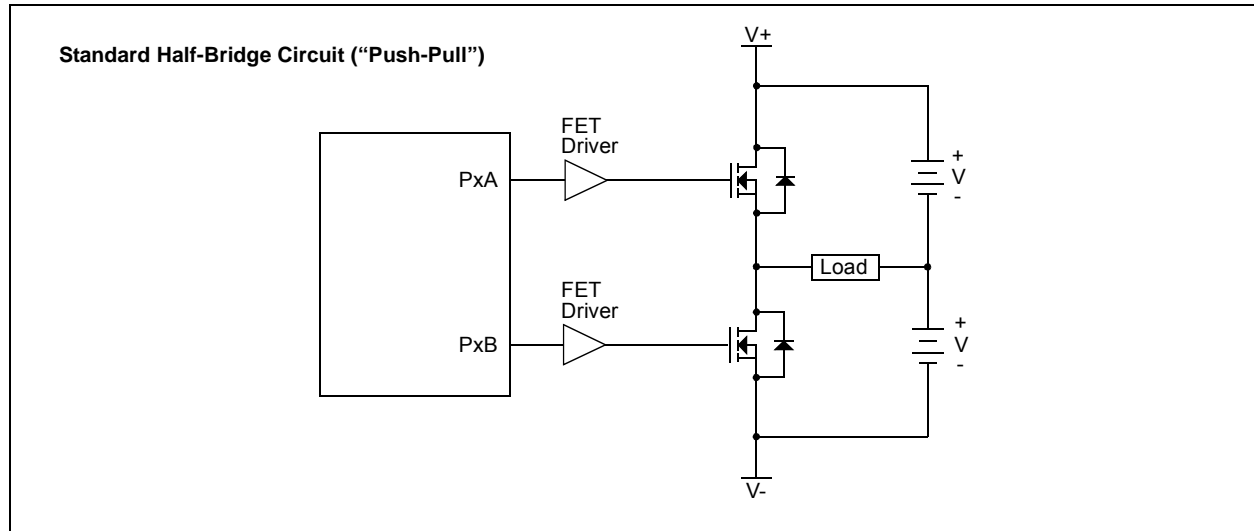 Standard Half-Bridge Circuit (“Push-Pull”)
V+
FET
Driver
PxA
+
V
-
Load
FET
Driver
PxB
+
V
-
V-